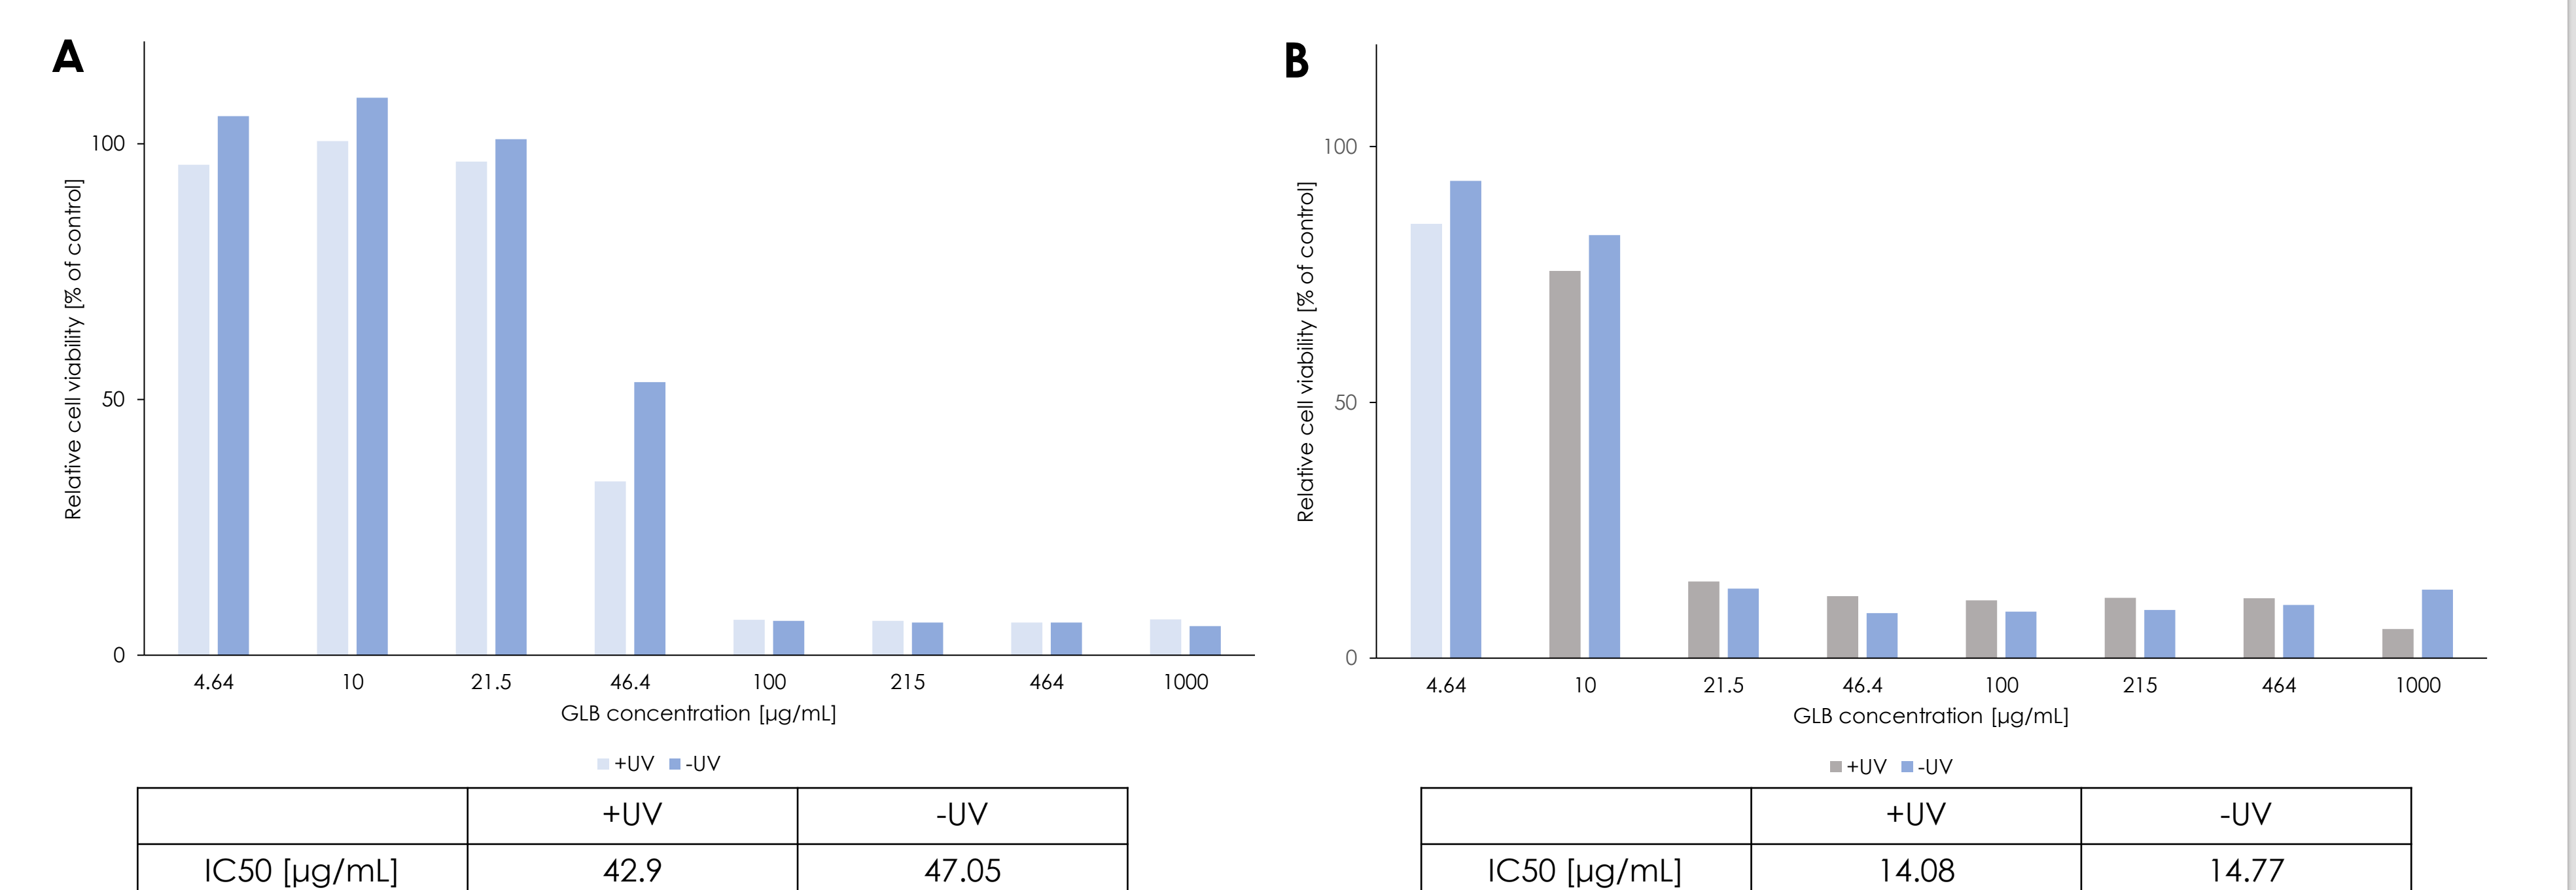 A
Relative cell viability [% of control]
100
50
0
4.64 10 21.5 46.4 100 215 464 1000
GLB concentration [µg/mL]
+UV -UV
+UV -UV
IC50 [µg/mL] 42.9 47.05
B
Relative cell viability [% of control]
100
50
0
4.64 10 21.5 46.4 100 215 464 1000
GLB concentration [µg/mL]
+UV -UV
+UV -UV
IC50 [µg/mL] 14.08 14.77